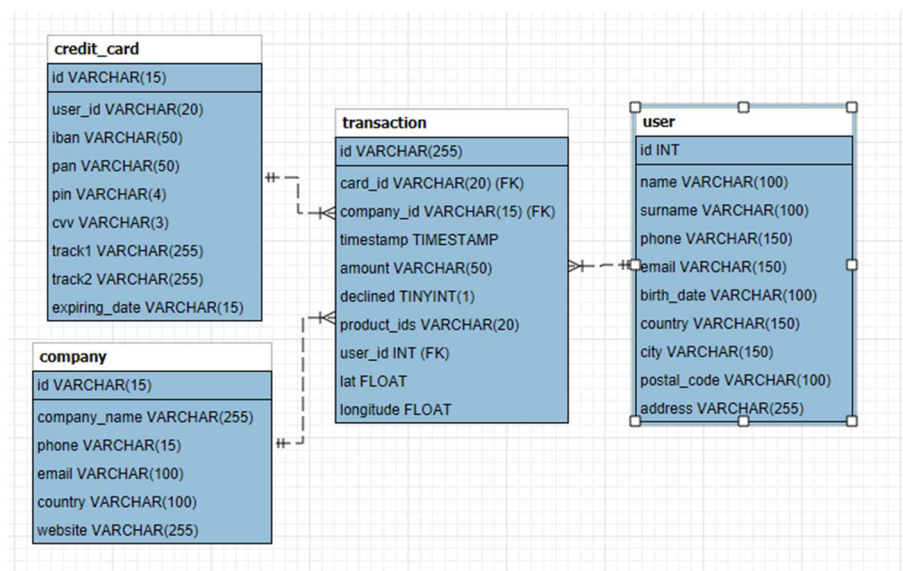 credit_card
id VARCHAR(15)
user_id VARCHAR(20)
iban VARCHAR(50)
pan VARCHAR(50)
pin VARCHAR(4)
cvv VARCHAR(3)
track1 VARCHAR(255)
track2 VARCHAR(255)
expiring_date VARCHAR(15)
company
id VARCHAR(15)
company_name VARCHAR(255)
phone VARCHAR(15)
email VARCHAR(100)
country VARCHAR(100)
website VARCHAR(255)
transaction
id VARCHAR(255)
card_id VARCHAR(20) (FK)
company_id VARCHAR(15) (FK)
timestamp TIMESTAMP
amount VARCHAR(50)
declined TINYINT(1)
product_ids VARCHAR(20)
user_id INT (FK)
lat FLOAT
longitude FLOAT
user
id INT
name VARCHAR(100)
surname VARCHAR(100)
phone VARCHAR(150)
email VARCHAR(150)
birth_date VARCHAR(100)
country VARCHAR(150)
city VARCHAR(150)
postal_code VARCHAR(100)
address VARCHAR(255)